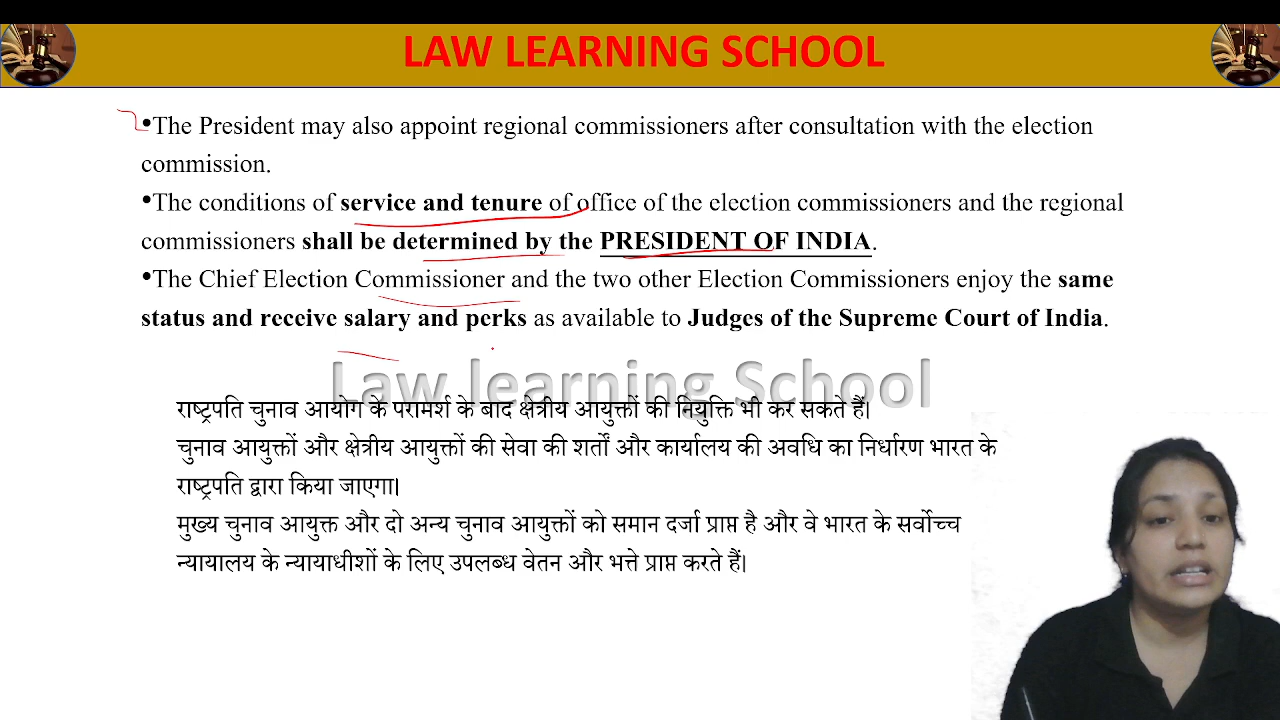 LAW LEARNING SCHOOL
•The President may also appoint regional commissioners after consultation with the election
commission.
•The conditions of service and tenure of office of the election commissioners and the regional
commissioners shall be determined by the PRESIDENT OF INDIA.
•The Chief Election Commissioner and the two other Election Commissioners enjoy the same
status and receive salary and perks as available to Judges of the Supreme Court of India.
Law learning School
राष्ट्रपति चुनाव आयोग के परामर्श के बाद क्षेत्रीय आयुक्तों की नियुक्ति भी कर सकते हैं।
चुनाव आयुक्तों और क्षेत्रीय आयुक्तों की सेवा की शर्तों और कार्यालय की अवधि का निर्धारण भारत के
राष्ट्रपति द्वारा किया जाएगा।
मुख्य चुनाव आयुक्त और दो अन्य चुनाव आयुक्तों को समान दर्जा प्राप्त है और वे भारत के सर्वोच्च
न्यायालय के न्यायाधीशों के लिए उपलब्ध वेतन और भत्ते प्राप्त करते हैं।